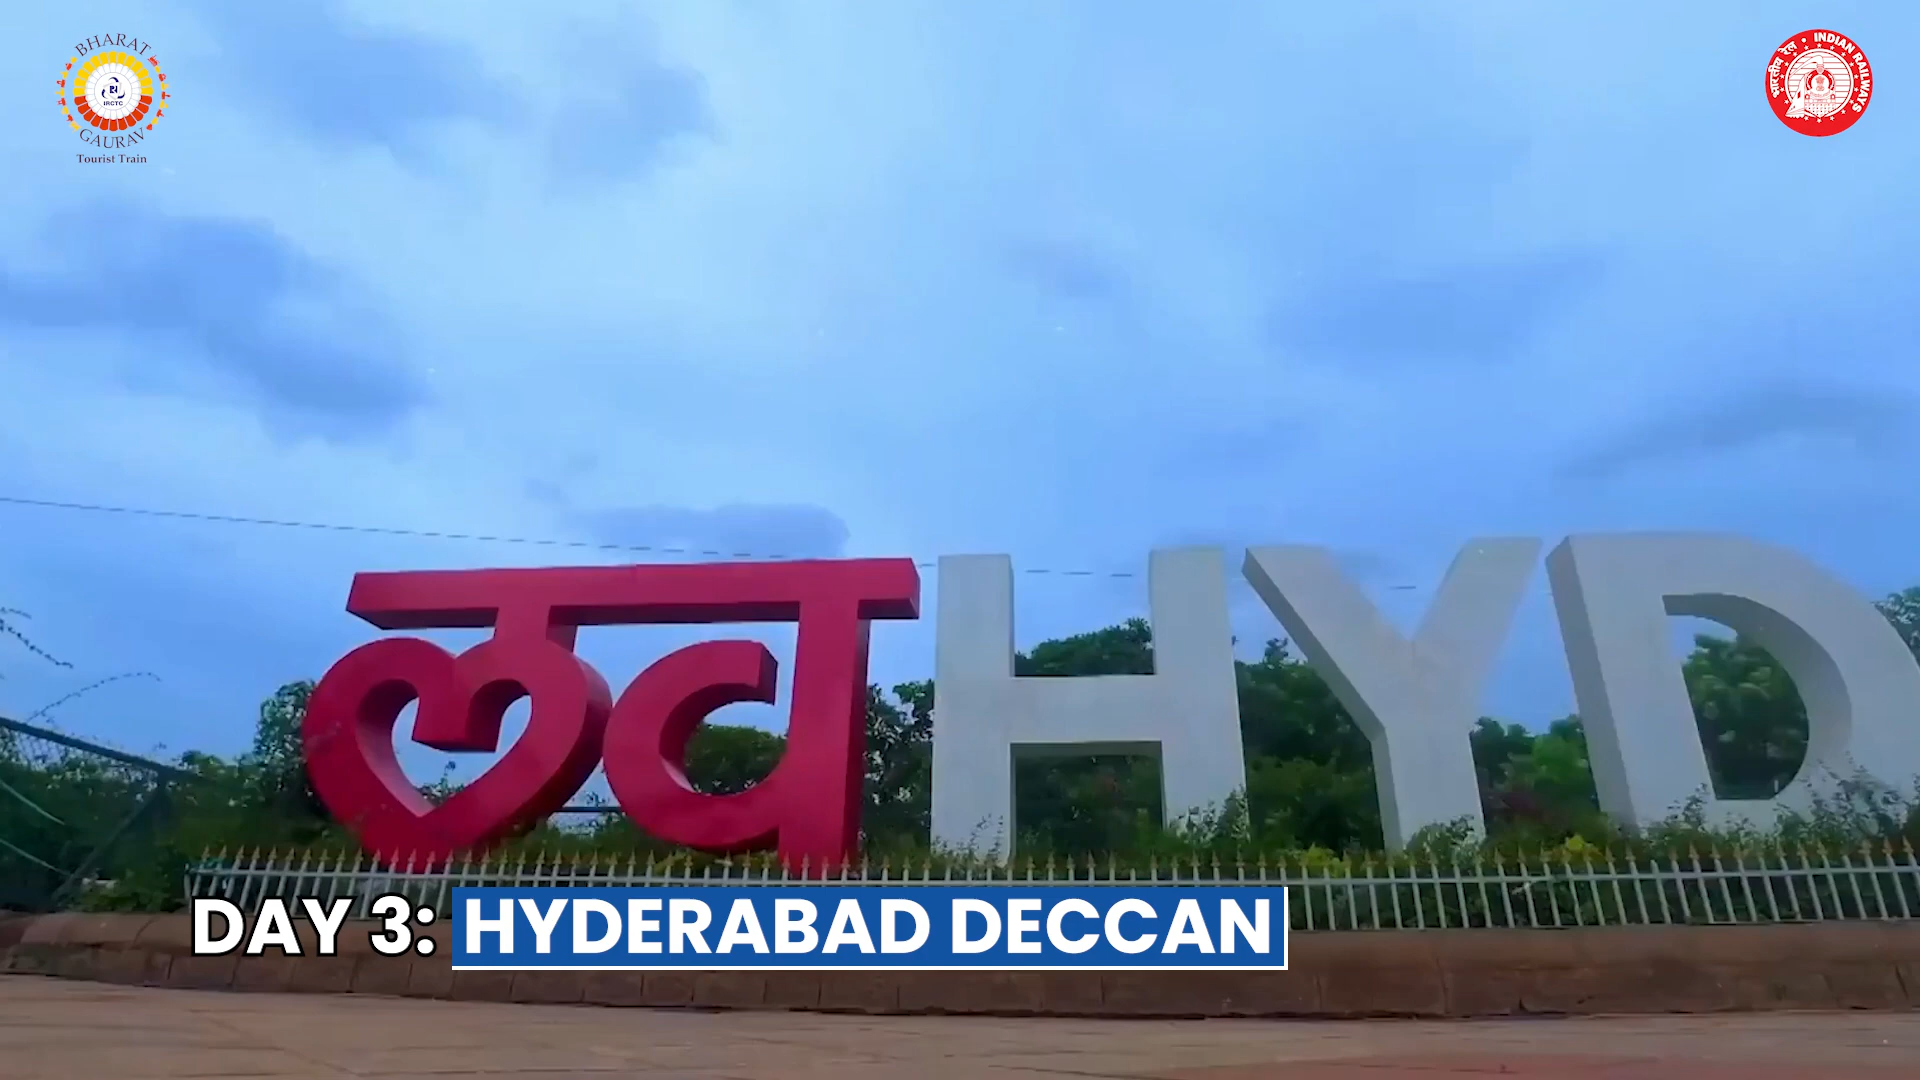 BHARAT
IRCTC
GAURAV
Tourist Train
भारतीय रेल • INDIAN RAILWAYS
लव HYD
DAY 3: HYDERABAD DECCAN